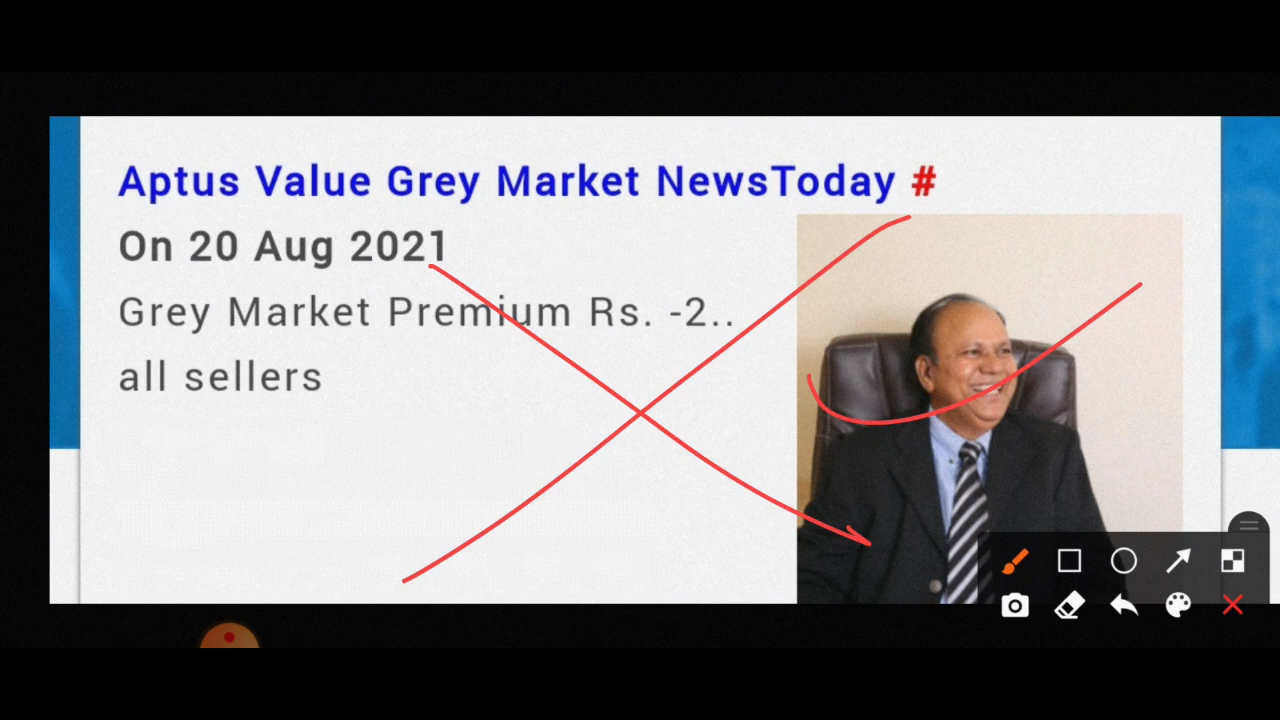 Aptus Value Grey Market NewsToday #
On 20 Aug 2021
Grey Market Premium Rs. -2..
all sellers